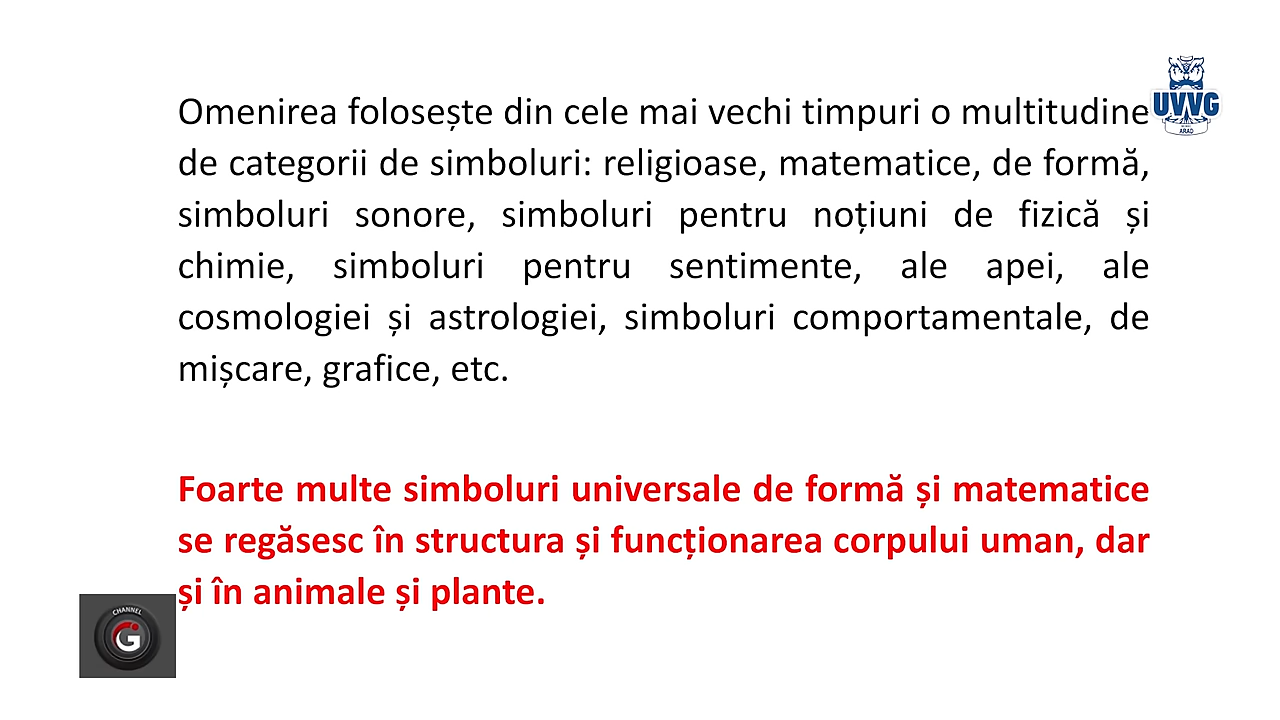 Omenirea folosește din cele mai vechi timpuri o multitudine
de categorii de simboluri: religioase, matematice, de formă,
simboluri sonore, simboluri pentru noțiuni de fizică și
chimie, simboluri pentru sentimente, ale apei, ale
cosmologiei și astrologiei, simboluri comportamentale, de
mișcare, grafice, etc.
Foarte multe simboluri universale de formă și matematice
se regăsesc în structura și funcționarea corpului uman, dar
și în animale și plante.
UVVG
ARAD
CHANNEL
G